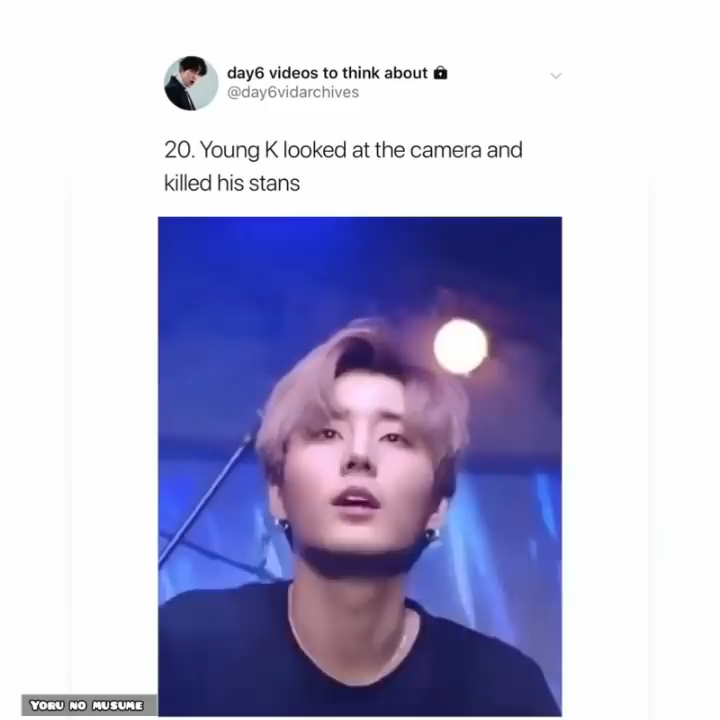 day6 videos to think about
@day6vidarchives
20. Young K looked at the camera and
killed his stans
YORU NO MUSUME